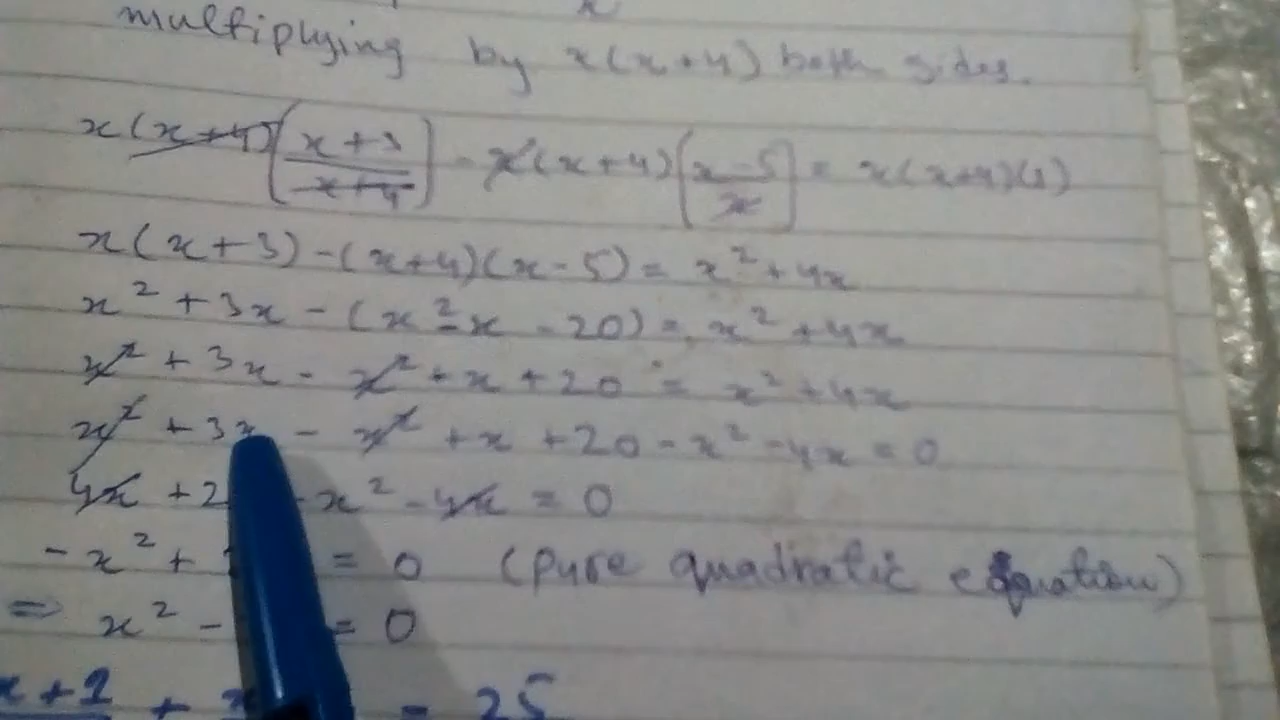 multiplying by x(x+4) both sides.
x(x+4)[x+3/x+4] - x(x+4)[x-5/x] = x(x+4)(1)
x(x+3)-(x+4)(x-5)= x²+4x
x²+3x-(x²-x-20)= x²+4x
x²+3x-x²+x+20 = x²+4x
x²+3x-x²+x+20-x²-4x=0
4x+2 -x²-4x=0
-x²+ =0 (pure quadratic equation)
⇒ x²- =0
x+2 + = 25